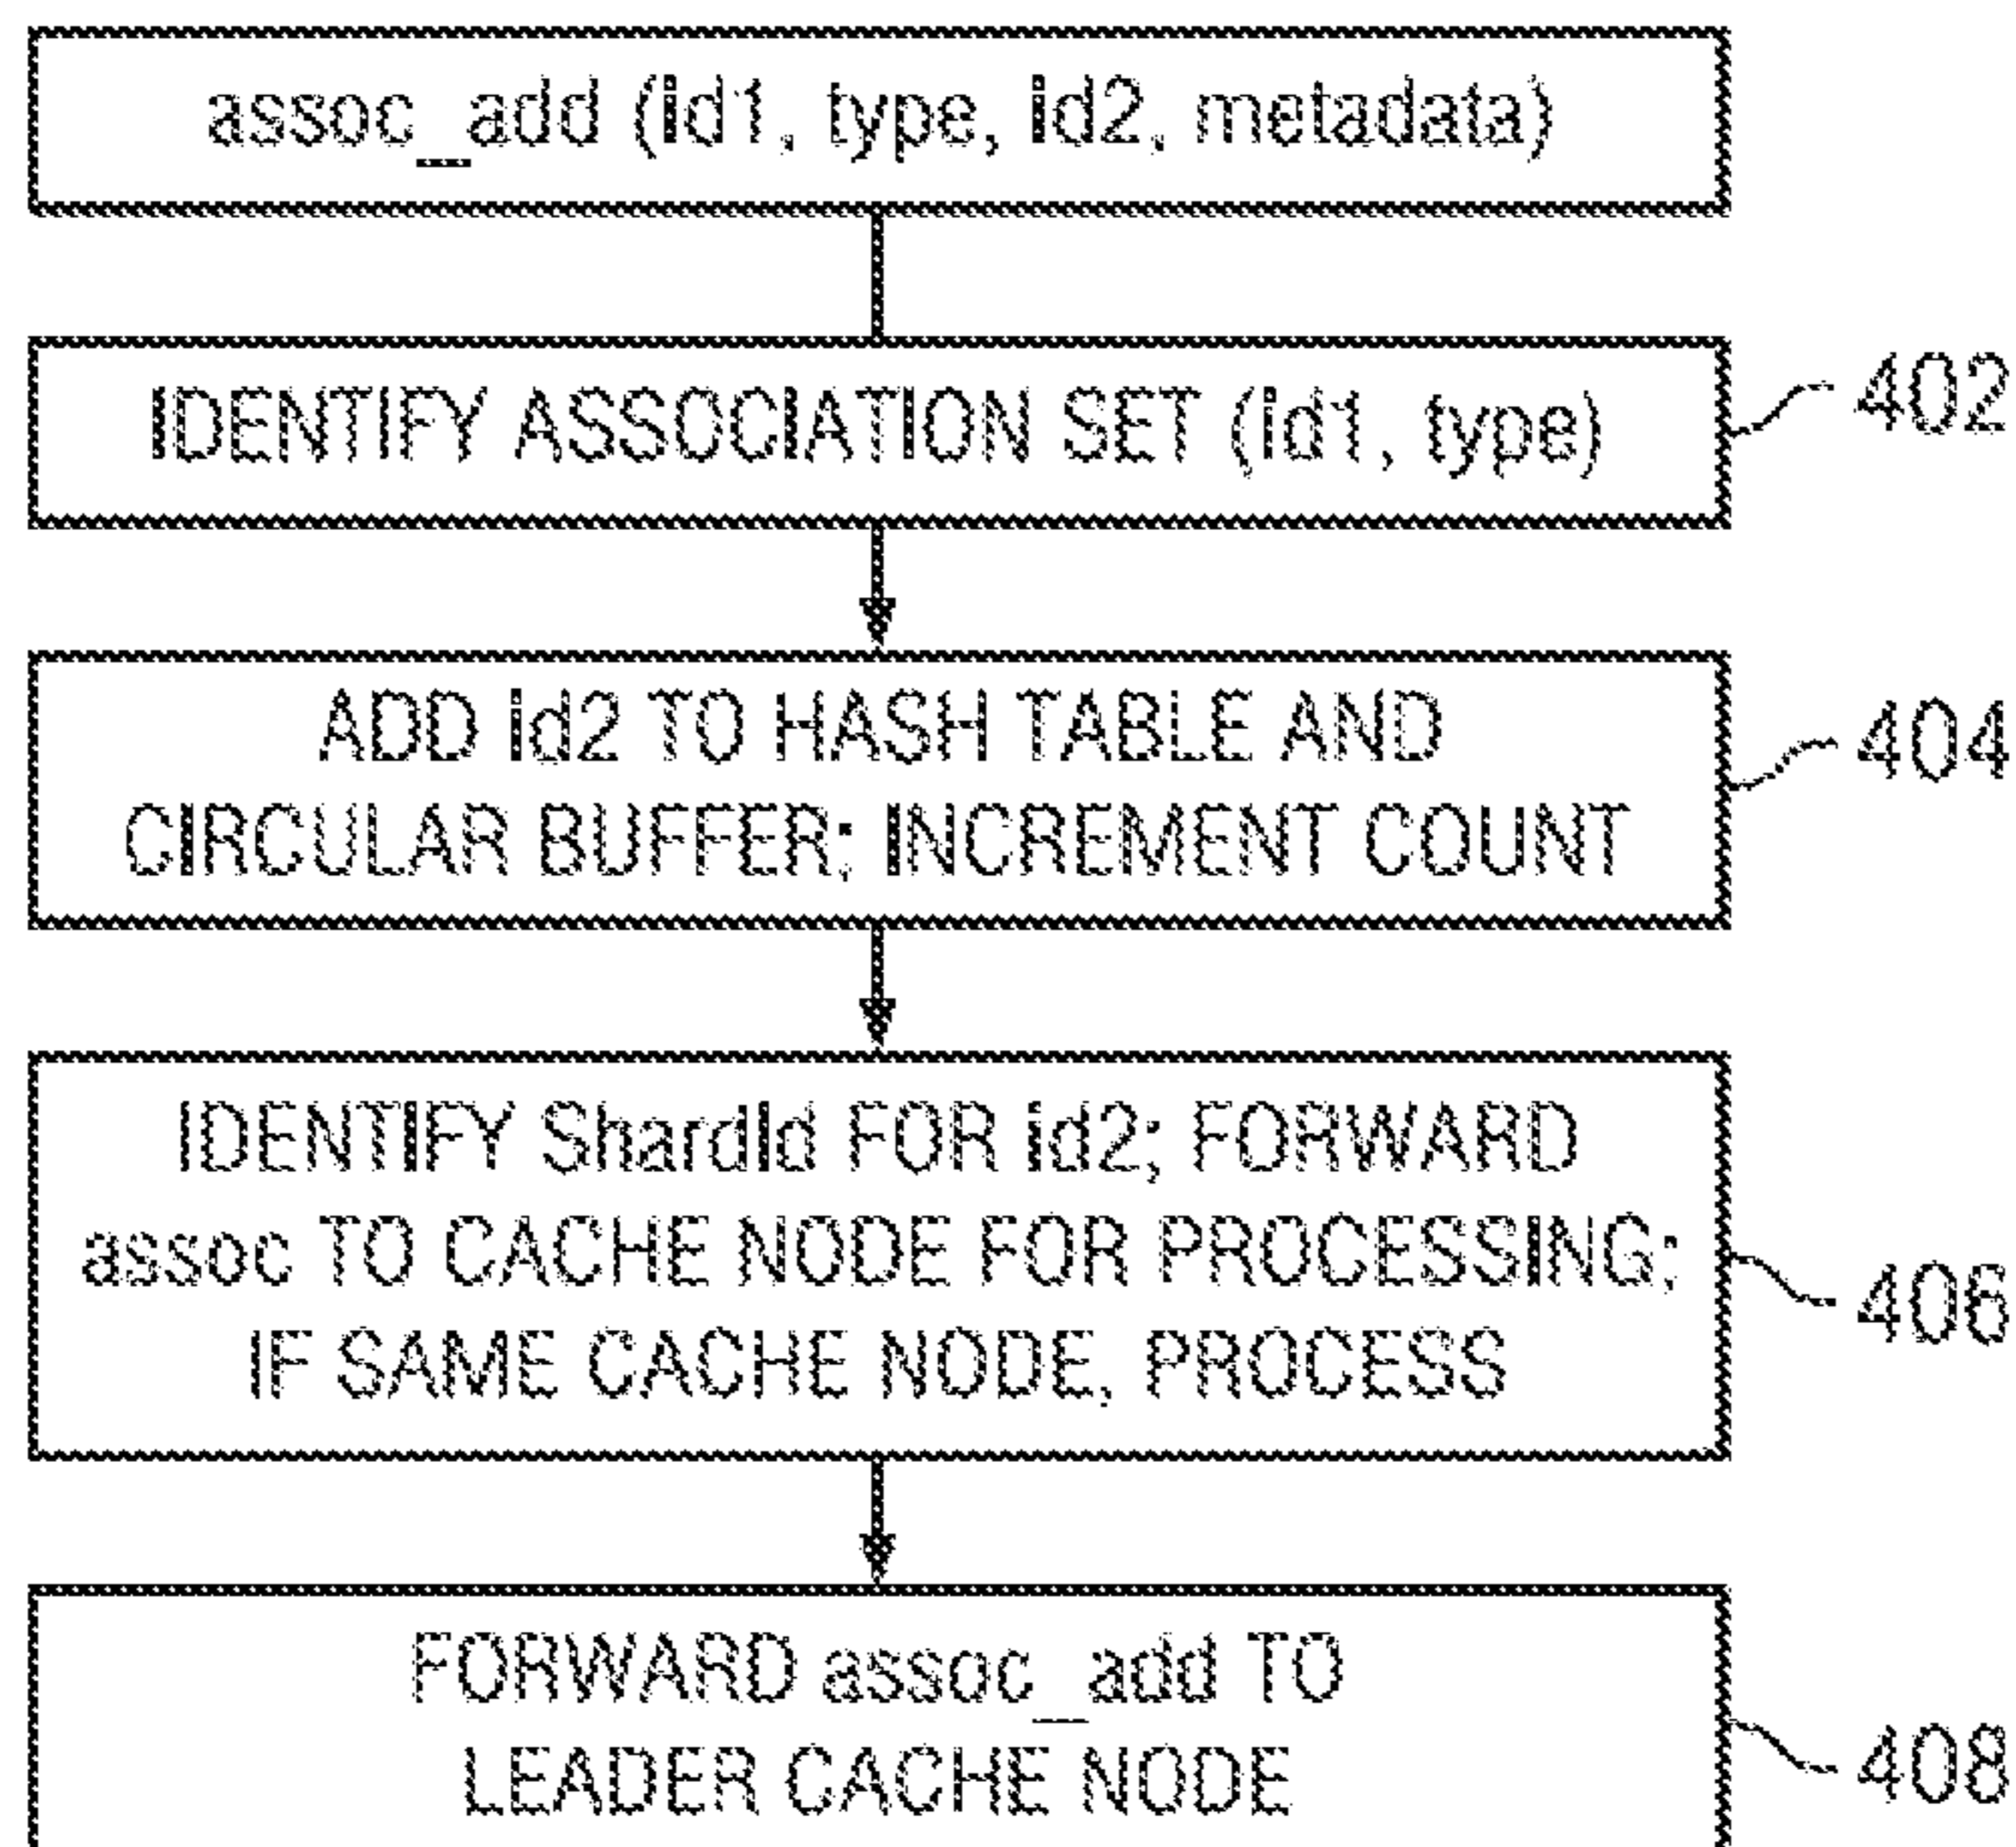 assoc_add (id1, type, id2, metadata)
IDENTIFY ASSOCIATION SET (id1, type)
402
ADD id2 TO HASH TABLE AND
CIRCULAR BUFFER; INCREMENT COUNT
404
IDENTIFY ShardId FOR id2; FORWARD
assoc TO CACHE NODE FOR PROCESSING;
IF SAME CACHE NODE, PROCESS
406
FORWARD assoc_add TO
LEADER CACHE NODE
408